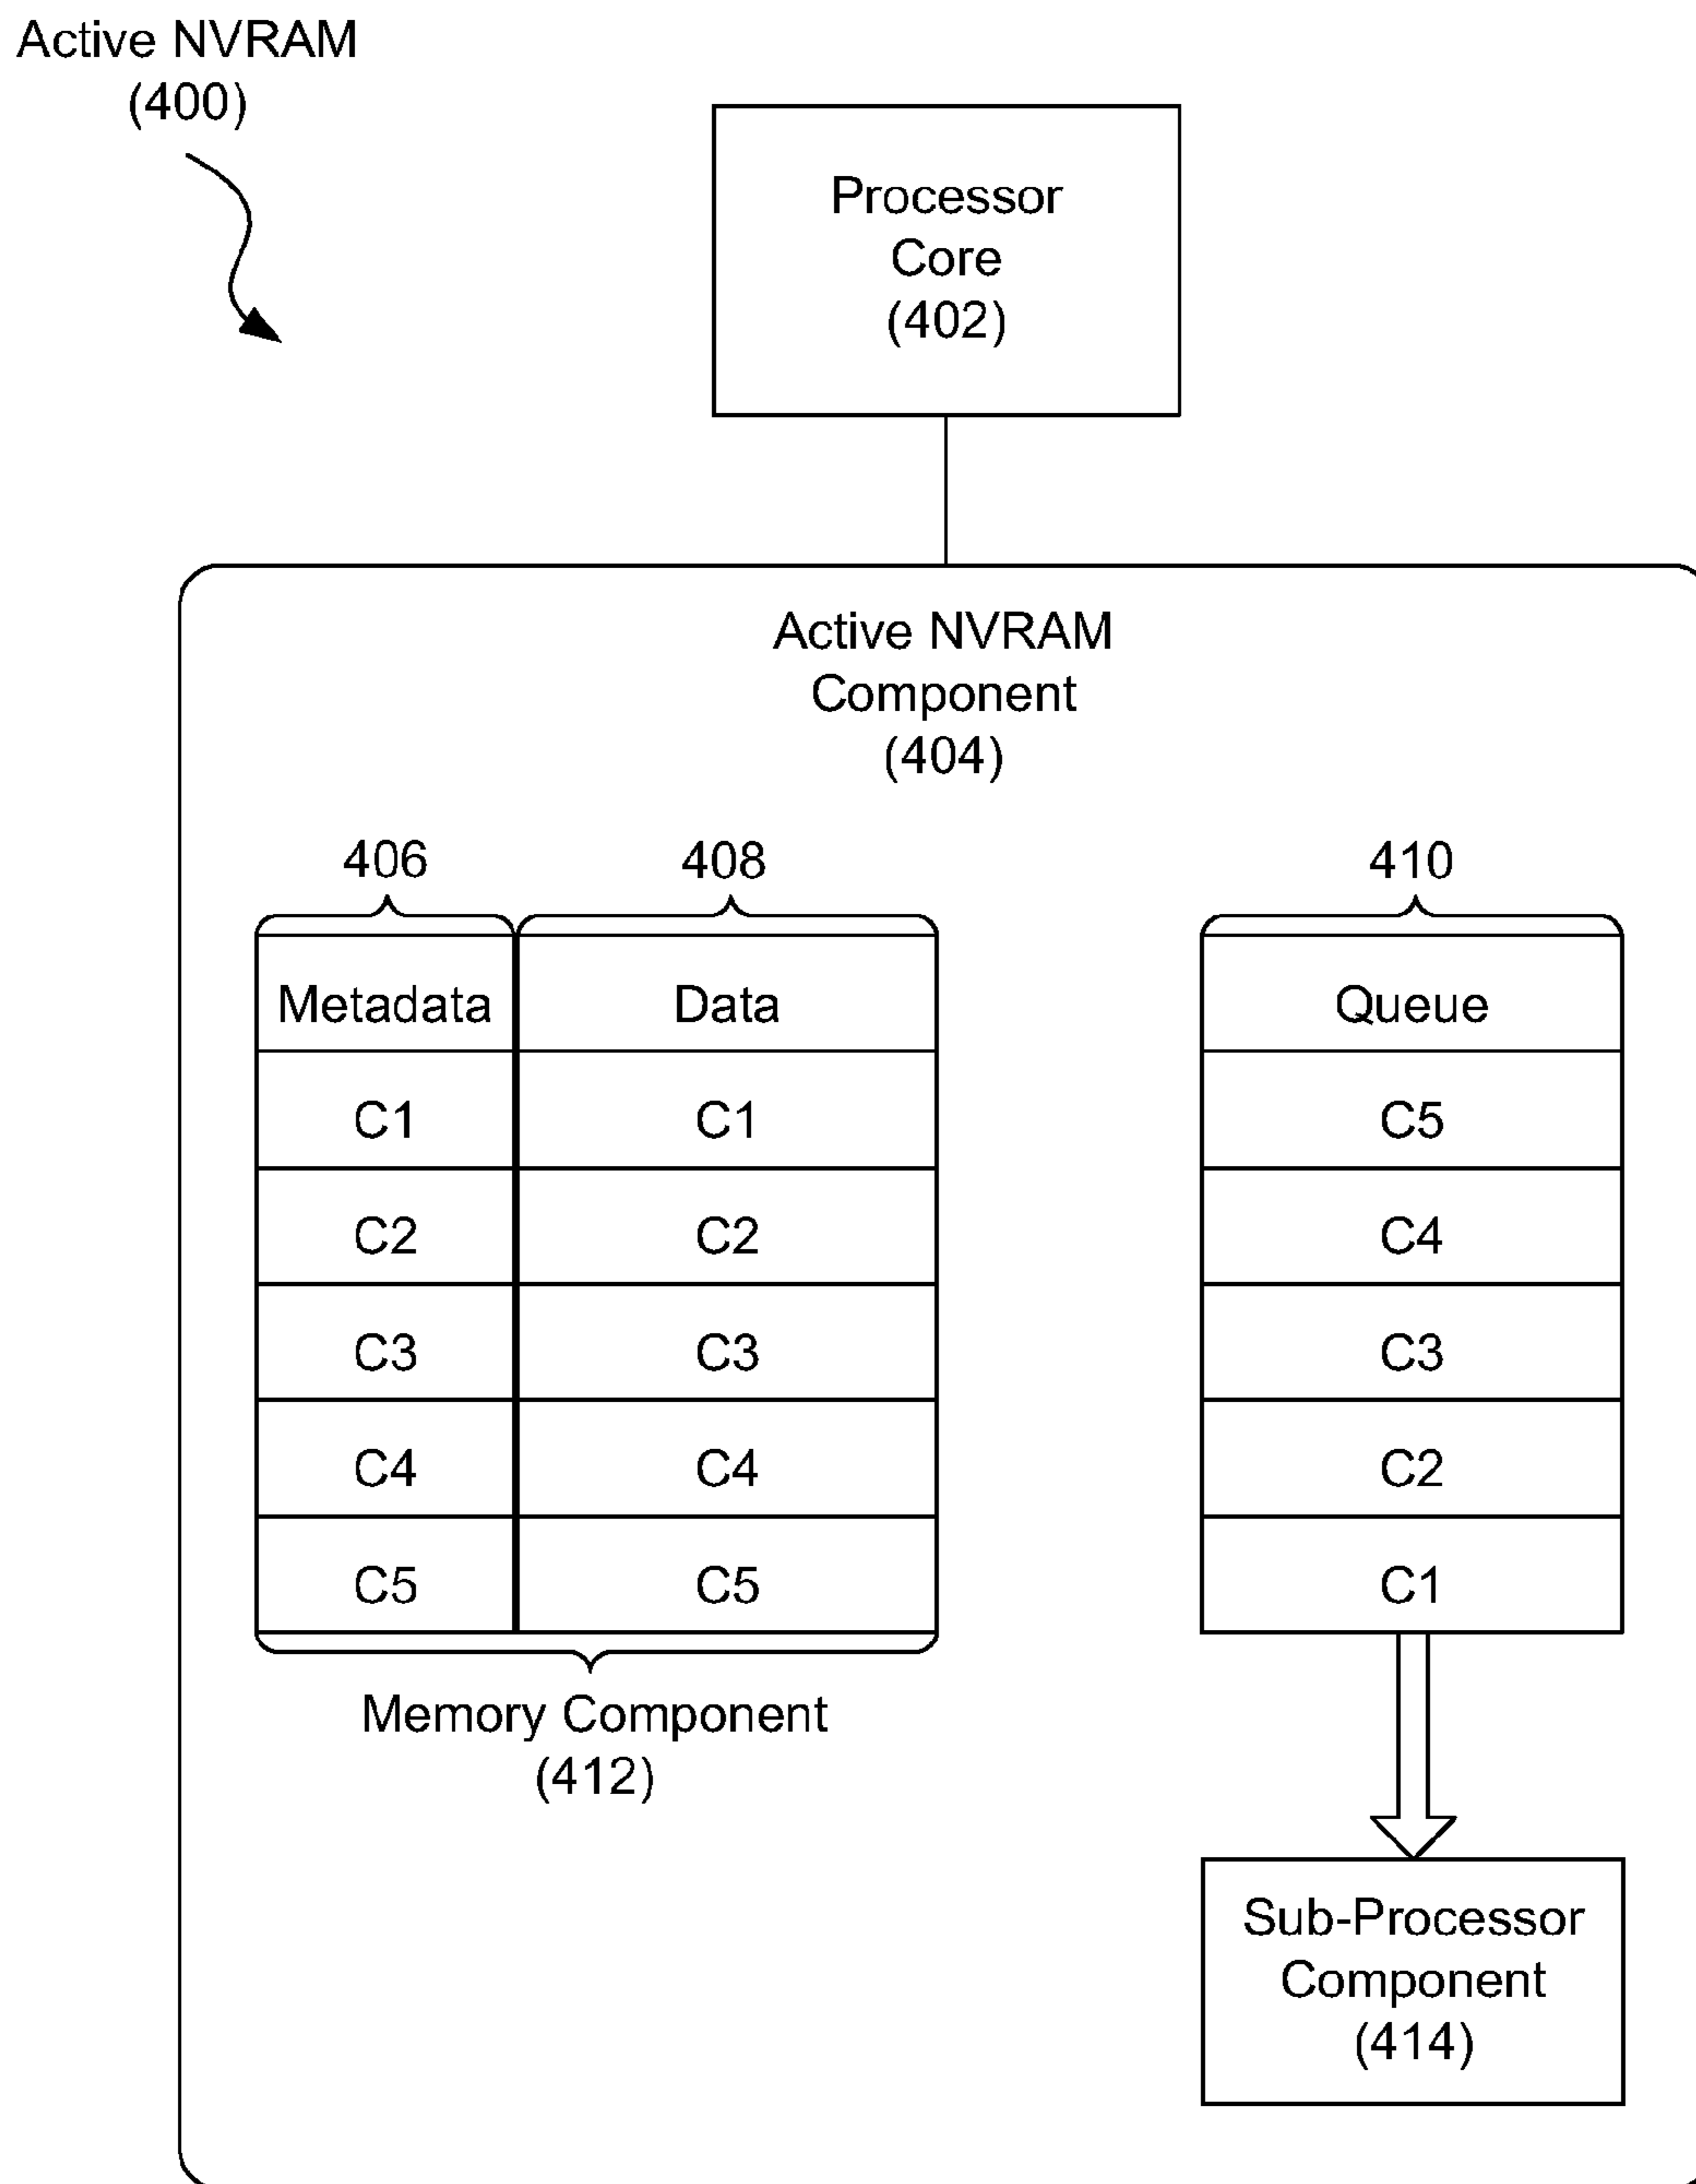 Active NVRAM
(400)
Processor
Core
(402)
Active NVRAM
Component
(404)
406 408 410
Metadata Data Queue
C1 C1 C5
C2 C2 C4
C3 C3 C3
C4 C4 C2
C5 C5 C1
Memory Component
(412)
Sub-Processor
Component
(414)